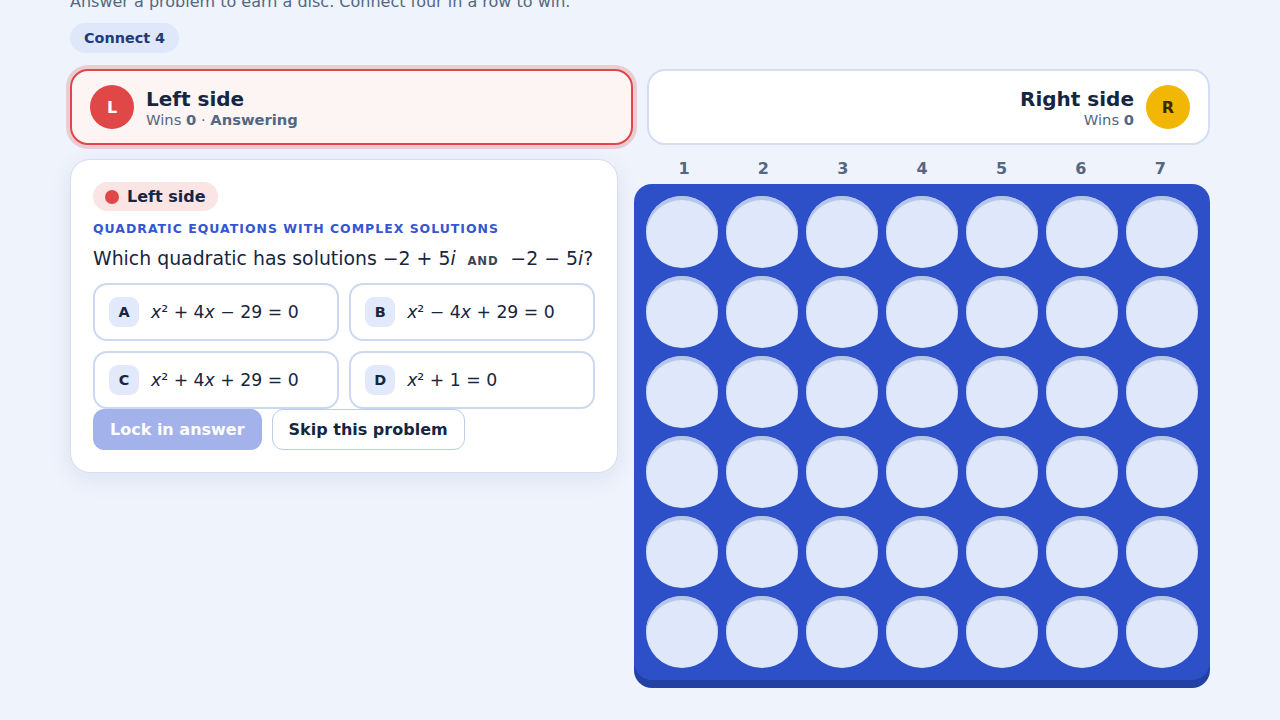 Answer a problem to earn a disc. Connect four in a row to win.
Connect 4
L
Left side
Wins 0 · Answering
Right side
Wins 0
R
Left side
QUADRATIC EQUATIONS WITH COMPLEX SOLUTIONS
Which quadratic has solutions −2 + 5i AND −2 − 5i?
A x² + 4x − 29 = 0
B x² − 4x + 29 = 0
C x² + 4x + 29 = 0
D x² + 1 = 0
Lock in answer
Skip this problem
1 2 3 4 5 6 7